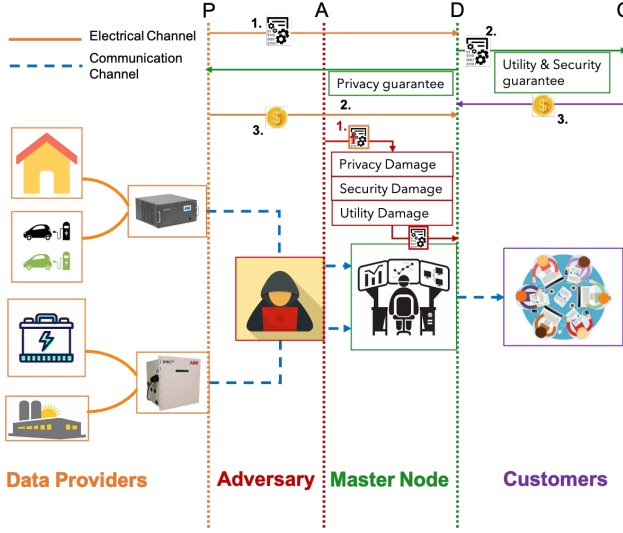 P
A
D
C
1.
2.
Electrical Channel
Communication
Channel
Privacy guarantee
Utility & Security
guarantee
3.
2.
3.
1.
Privacy Damage
Security Damage
Utility Damage
ABB
Data Providers
Adversary
Master Node
Customers